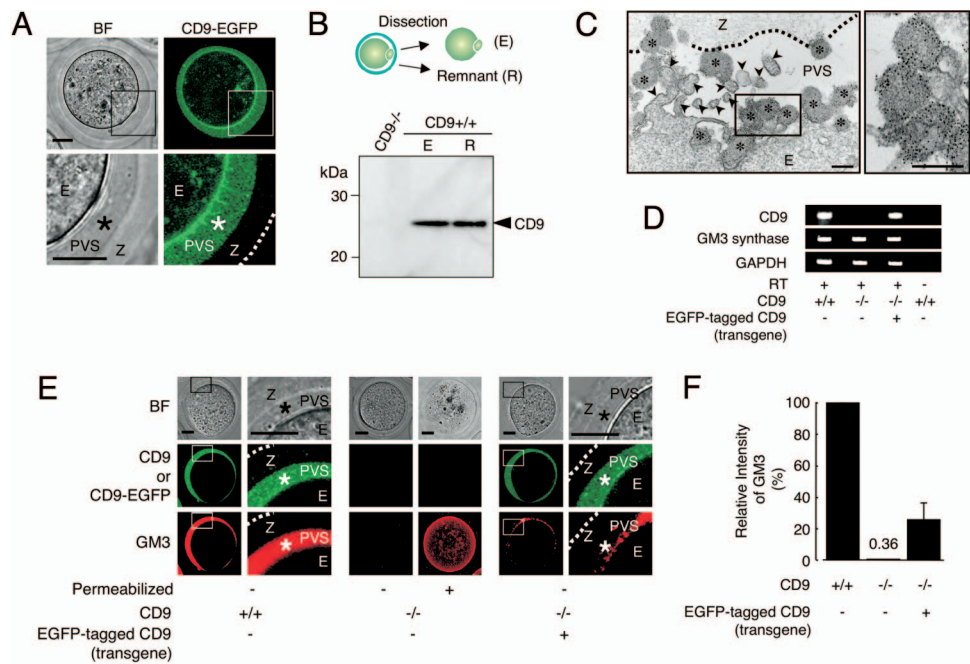 A
BF
CD9-EGFP
E
*
PVS
Z
E
*
PVS
Z
B
Dissection
(E)
Remnant (R)
CD9-/-
CD9+/+
E
R
kDa
30
20
CD9
C
Z
PVS
E
* * * * * * * * * * *
D
CD9
GM3 synthase
GAPDH
RT + + + -
CD9 +/+ -/- -/- +/+
EGFP-tagged CD9 - - +
(transgene)
E
BF
Z PVS
*
E
PVS
Z
*
E
CD9
or
CD9-EGFP
Z PVS
*
E
Z PVS
*
E
GM3
Z PVS
*
E
Z PVS
*
E
Permeabilized - - + -
CD9 +/+ -/- -/-
EGFP-tagged CD9 - - +
(transgene)
F
Relative Intensity
of GM3
(%)
100
80
60
40
20
0
0.36
CD9 +/+ -/- -/-
EGFP-tagged CD9 - - +
(transgene)